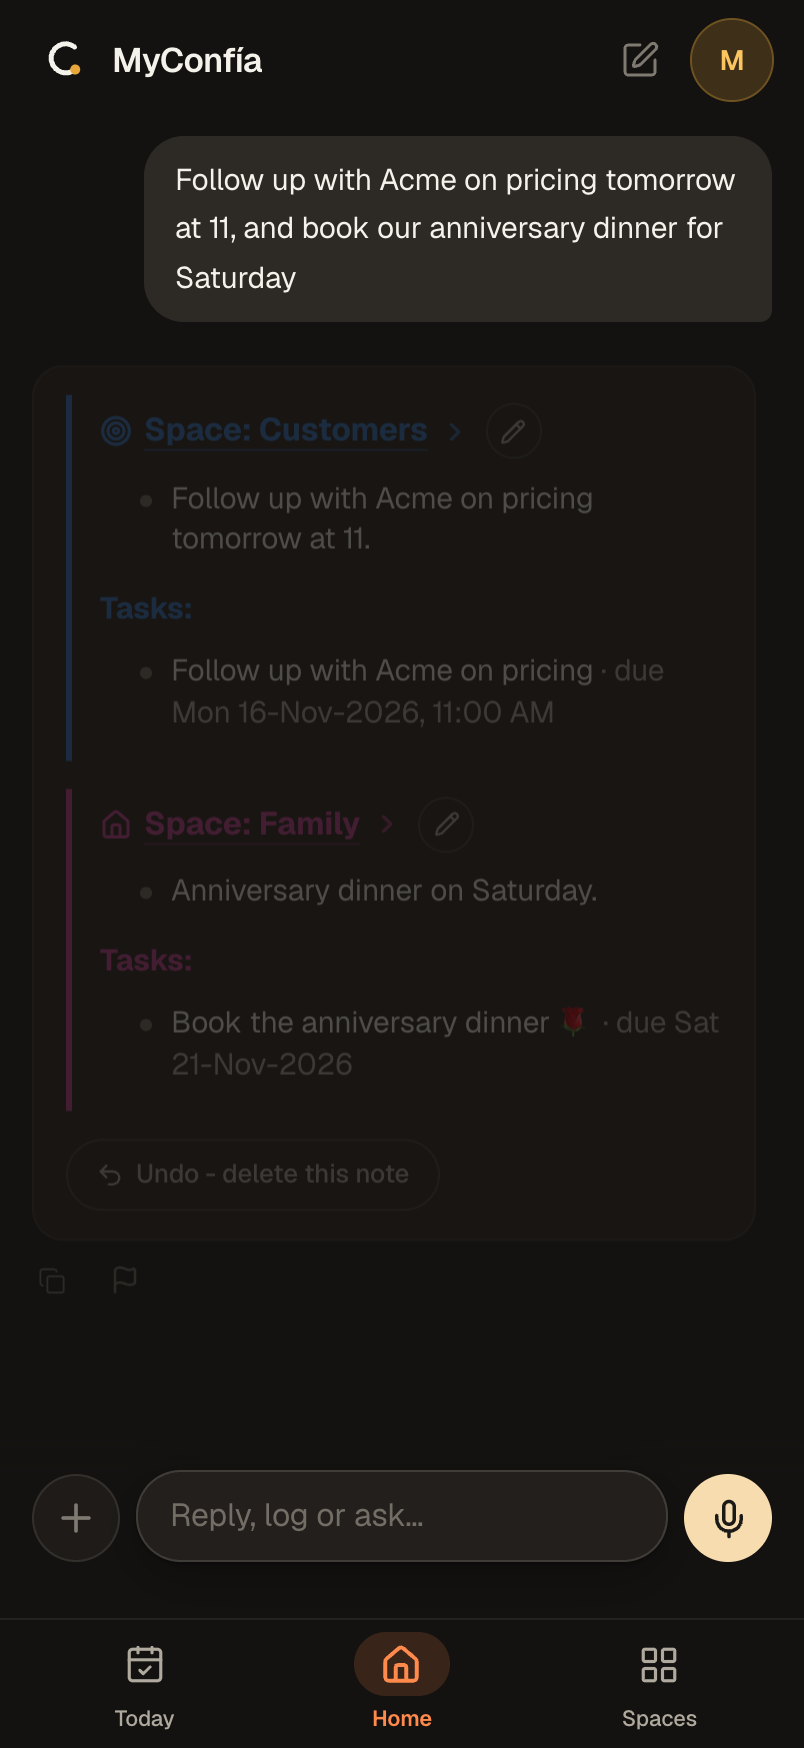 MyConfía
M
Follow up with Acme on pricing tomorrow
at 11, and book our anniversary dinner for
Saturday
Space: Customers
Follow up with Acme on pricing
tomorrow at 11.
Tasks:
Follow up with Acme on pricing · due
Mon 16-Nov-2026, 11:00 AM
Space: Family
Anniversary dinner on Saturday.
Tasks:
Book the anniversary dinner 🌹 · due Sat
21-Nov-2026
Undo - delete this note
Reply, log or ask...
Today
Home
Spaces